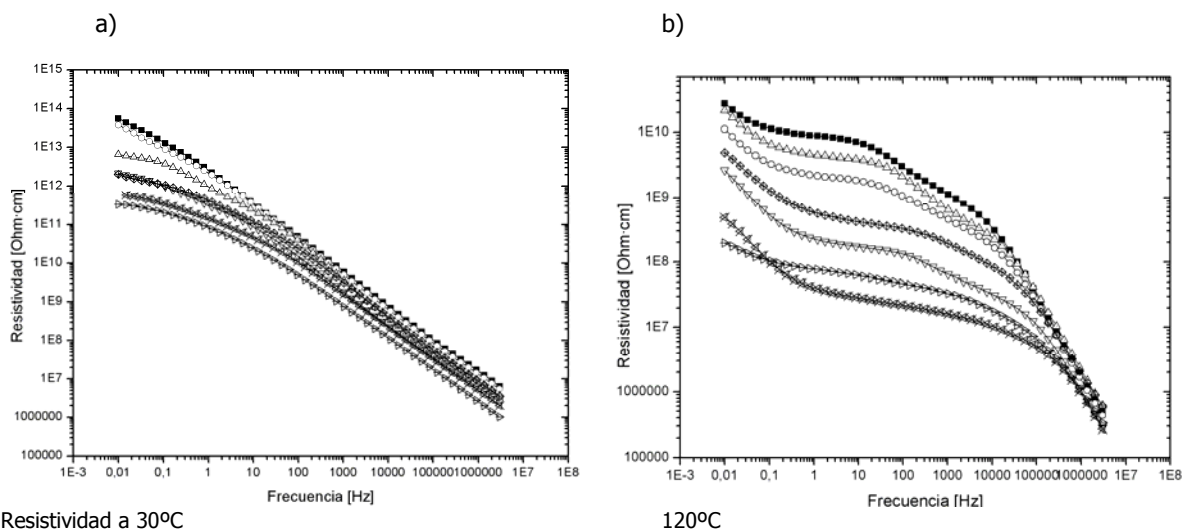 a)
b)
1E15
1E14
1E13
1E12
1E11
1E10
1E9
1E8
1E7
1000000
100000
Resistividad [Ohm·cm]
1E-3 0,01 0,1 1 10 100 1000 10000 1000001000000 1E7 1E8
Frecuencia [Hz]
1E10
1E9
1E8
1E7
1000000
100000
Resistividad [Ohm·cm]
1E-3 0,01 0,1 1 10 100 1000 10000 1000001000000 1E7 1E8
Frecuencia [Hz]
Resistividad a 30ºC
120ºC